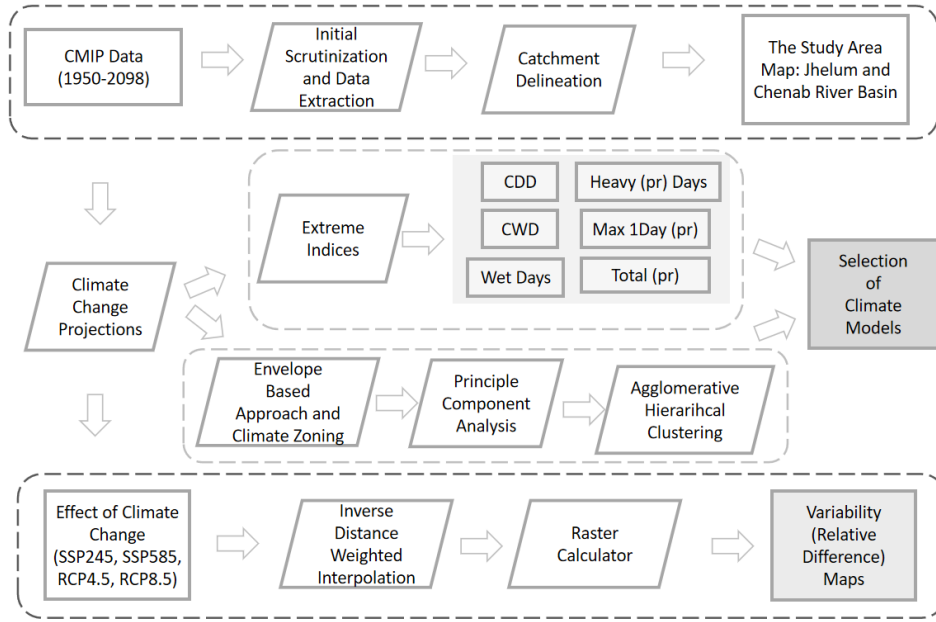 CMIP Data
(1950-2098)
Initial
Scrutinization
and Data
Extraction
Catchment
Delineation
The Study Area
Map: Jhelum and
Chenab River
Basin
Extreme
Indices
CDD
Heavy (pr) Days
CWD
Max 1Day (pr)
Wet Days
Total (pr)
Climate
Change
Projections
Selection
of
Climate
Models
Envelope
Based
Approach and
Climate Zoning
Principle
Component
Analysis
Agglomerative
Hierarihcal
Clustering
Effect of Climate
Change
(SSP245, SSP585,
RCP4.5, RCP8.5)
Inverse
Distance
Weighted
Interpolation
Raster
Calculator
Variability
(Relative
Difference)
Maps